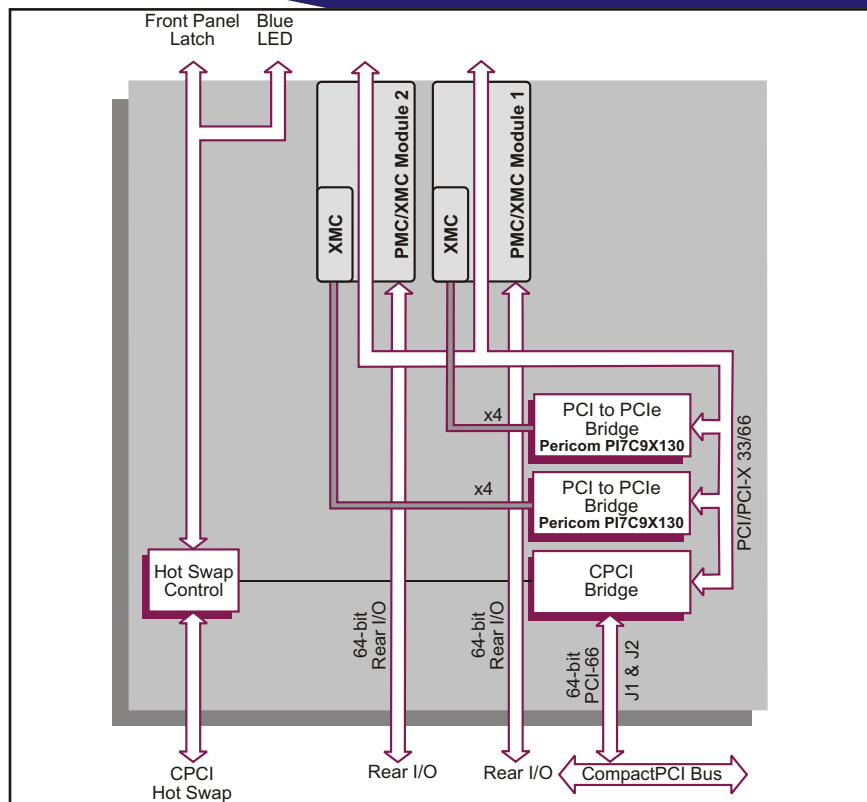 Front Panel
Latch
Blue
LED
PMC/XMC Module 2
XMC
PMC/XMC Module 1
XMC
x4
PCI to PCIe
Bridge
Pericom PI7C9X130
x4
PCI to PCIe
Bridge
Pericom PI7C9X130
PCI/PCI-X 33/66
Hot Swap
Control
CPCI
Bridge
64-bit
Rear I/O
64-bit
Rear I/O
64-bit
PCI-66
J1 & J2
CPCI
Hot Swap
Rear I/O
Rear I/O
CompactPCI Bus